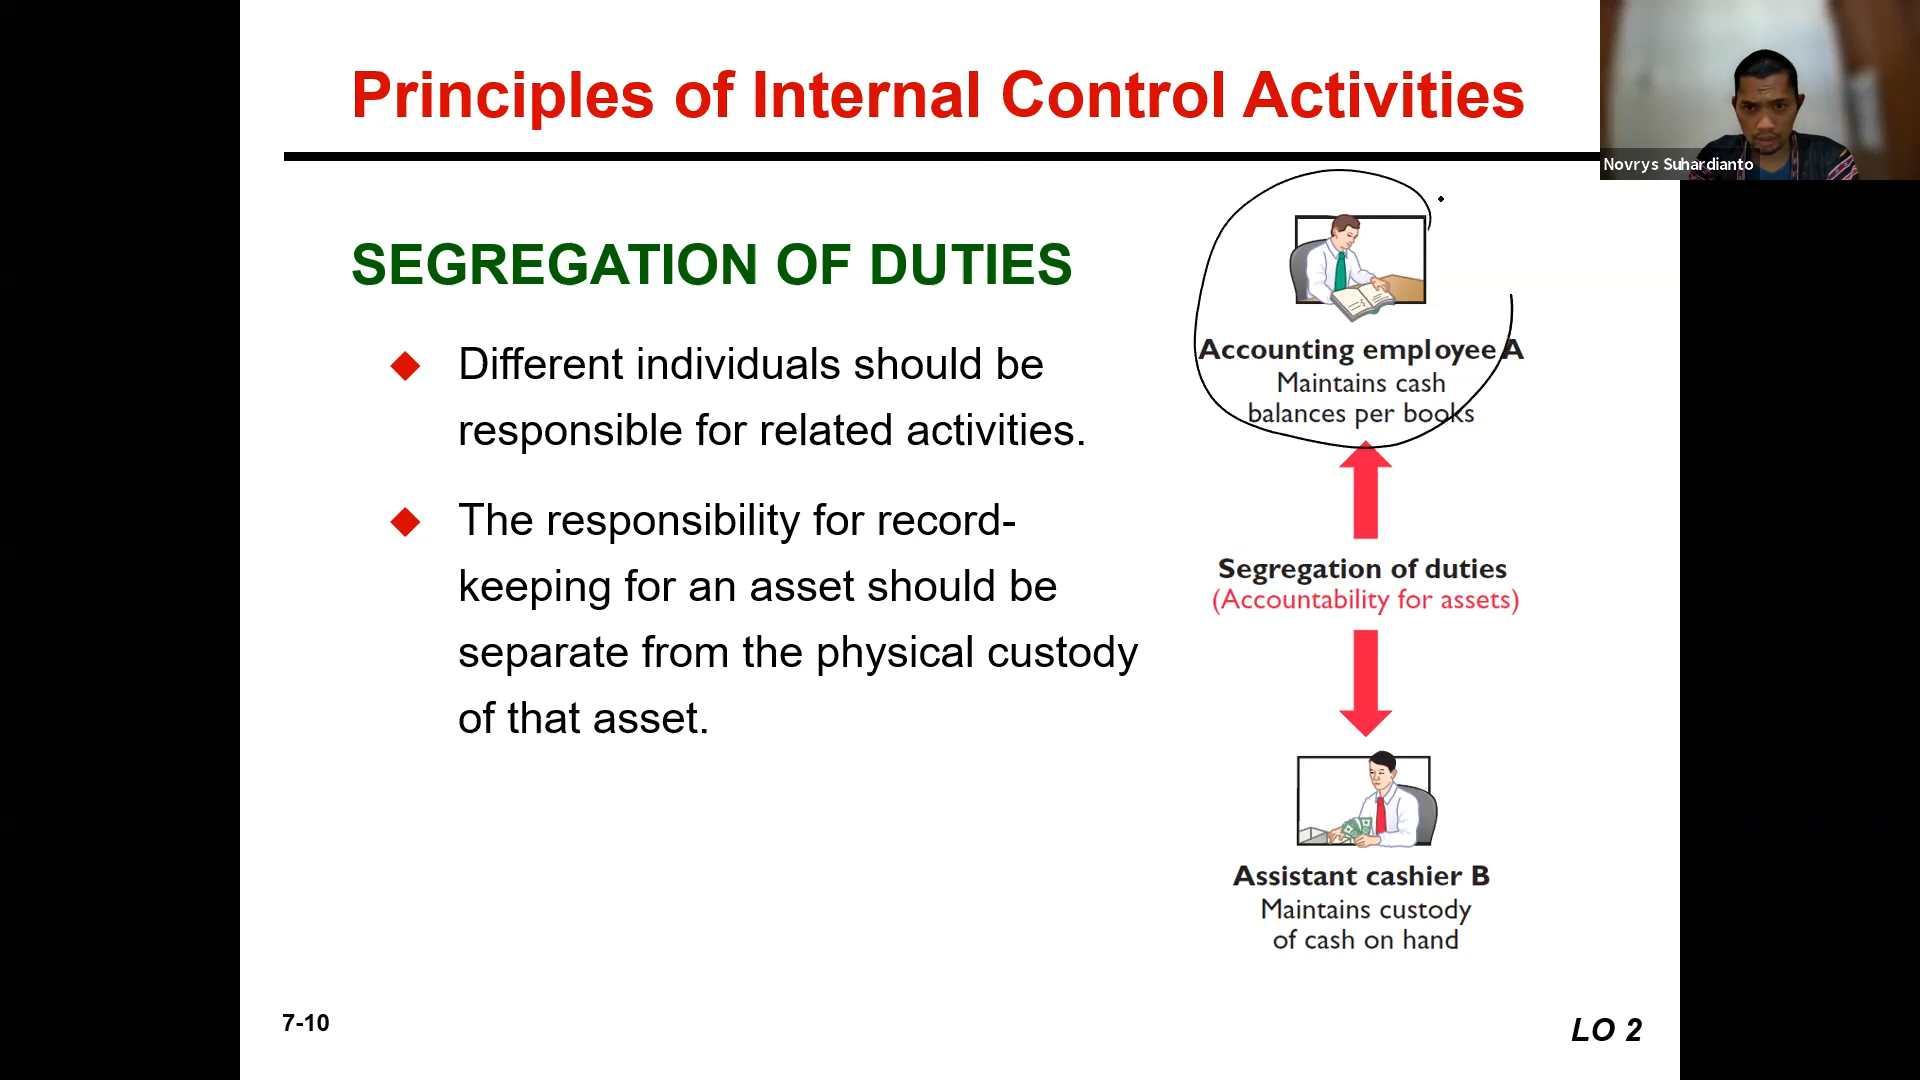 Principles of Internal Control Activities
Novrys Suhardianto
SEGREGATION OF DUTIES
Different individuals should be
responsible for related activities.
The responsibility for record-
keeping for an asset should be
separate from the physical custody
of that asset.
Accounting employee A
Maintains cash
balances per books
Segregation of duties
(Accountability for assets)
Assistant cashier B
Maintains custody
of cash on hand
7-10
LO 2